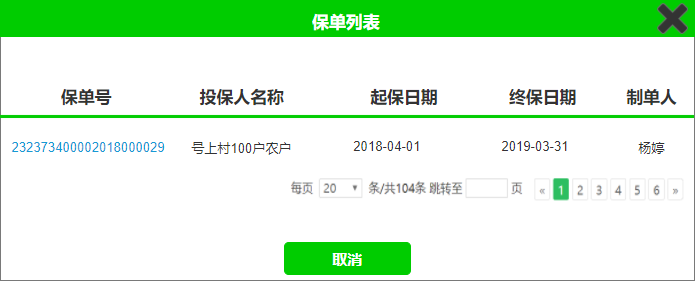 保单列表
保单号 投保人名称 起保日期 终保日期 制单人
232373400002018000029 号上村100户农户 2018-04-01 2019-03-31 杨婷
每页 20 条/共104条 跳转至 页 « 1 2 3 4 5 6 »
取消